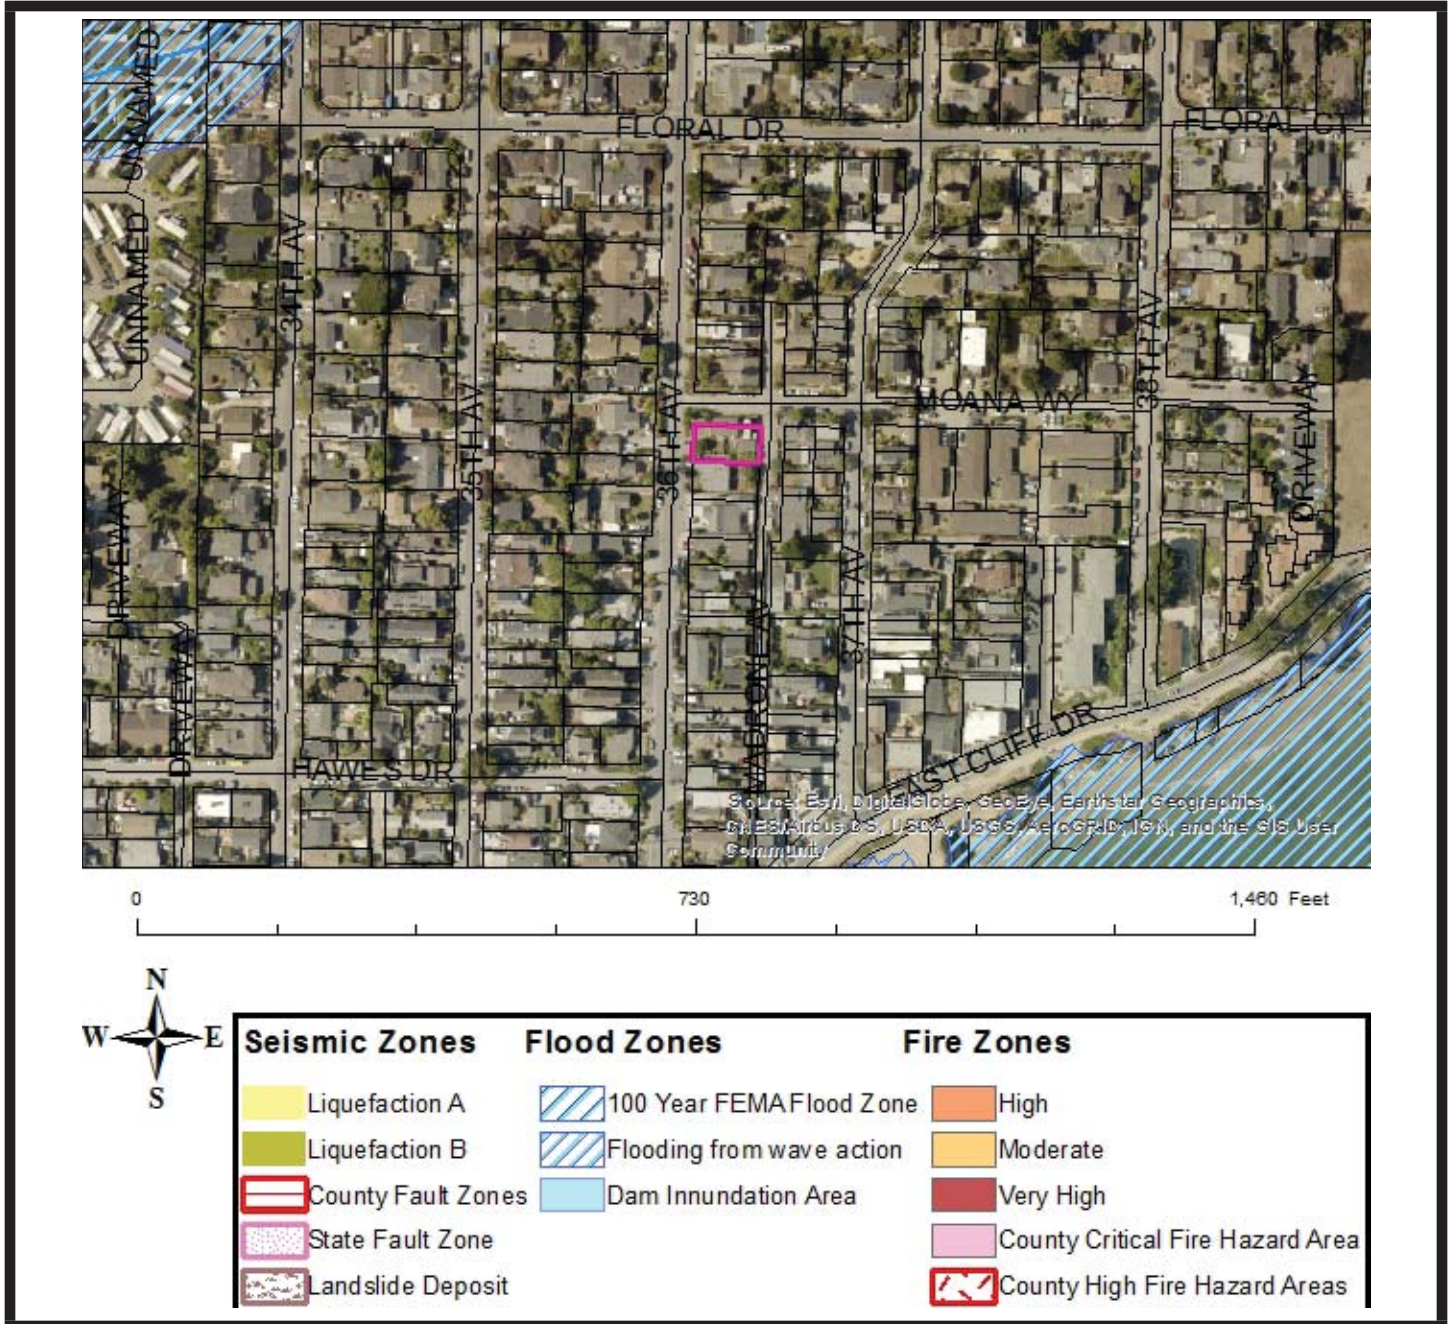 UNNAMED
FLORAL DR
FLORAL CT
UNNAMED
34TH AV
35TH AV
36TH AV
MOANA WY
38TH AV
DRIVEWAY
DRIVEWAY
DRIVEWAY
MADRONE AV
37TH AV
HAWES DR
EAST CLIFF DR
Source: Esri, DigitalGlobe, GeoEye, Earthstar Geographics,
CNES/Airbus DS, USDA, USGS, AeroGRID, IGN, and the GIS User
Community
0 730 1,460 Feet
N
W E
S
Seismic Zones Flood Zones Fire Zones
Liquefaction A 100 Year FEMA Flood Zone High
Liquefaction B Flooding from wave action Moderate
County Fault Zones Dam Innundation Area Very High
State Fault Zone County Critical Fire Hazard Area
Landslide Deposit County High Fire Hazard Areas